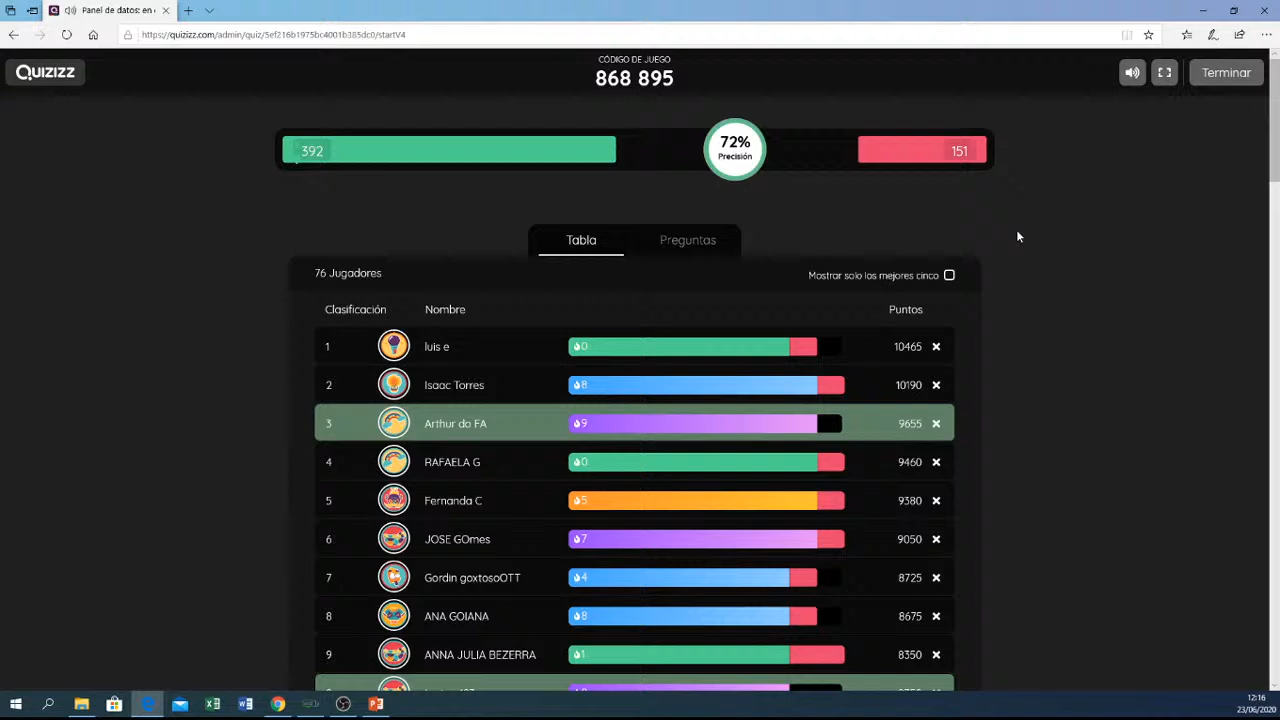 Panel de datos: en
https://quizizz.com/admin/quiz/5ef216b1975bc4001b385dc0/startV4
Quizizz
CÓDIGO DE JUEGO
868 895
Terminar
392
72%
Precisión
151
Tabla Preguntas
76 Jugadores Mostrar solo los mejores cinco
Clasificación Nombre Puntos
1 luis e 0 10465
2 Isaac Torres 8 10190
3 Arthur do FA 9 9655
4 RAFAELA G 0 9460
5 Fernanda C 5 9380
6 JOSE GOmes 7 9050
7 Gordin goxtosoOTT 4 8725
8 ANA GOIANA 8 8675
9 ANNA JULIA BEZERRA 1 8350
12:16
23/06/2020